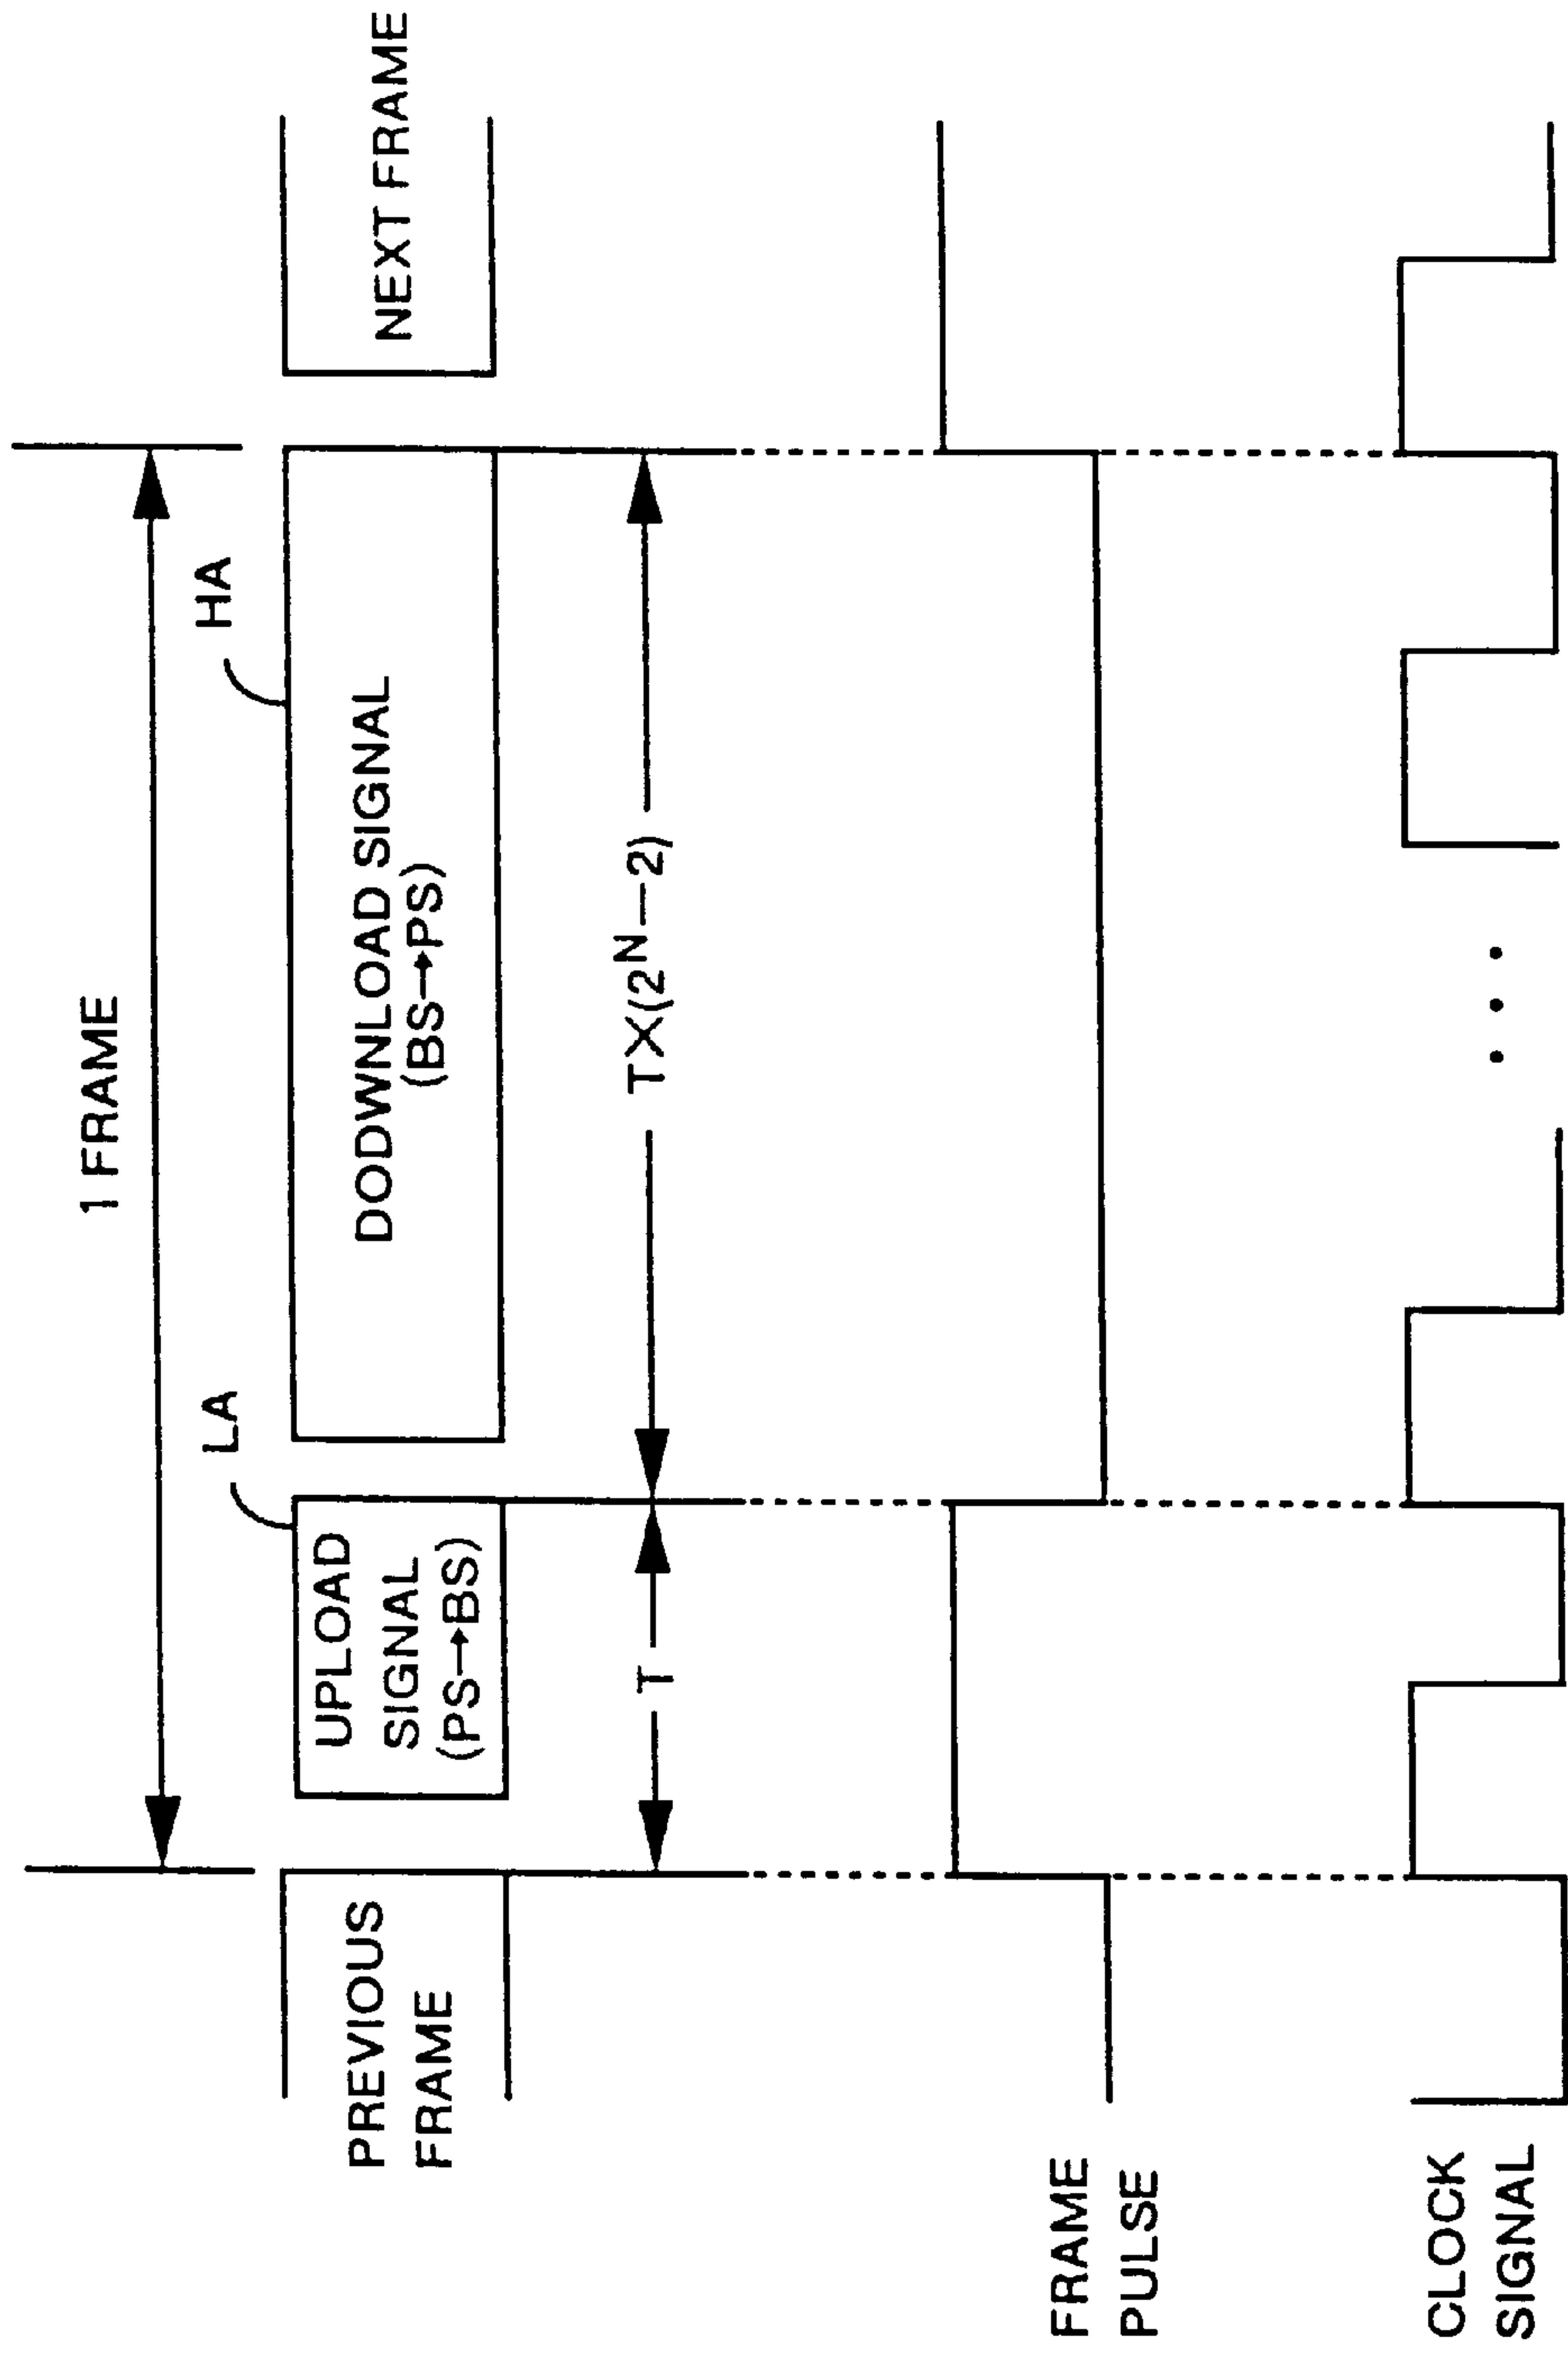 1 FRAME
LA
HA
PREVIOUS
FRAME
UPLOAD
SIGNAL
(PS→BS)
DODWNLOAD SIGNAL
(BS→PS)
NEXT FRAME
T
TX(2ᴺ—2)
FRAME
PULSE
• • •
CLOCK
SIGNAL